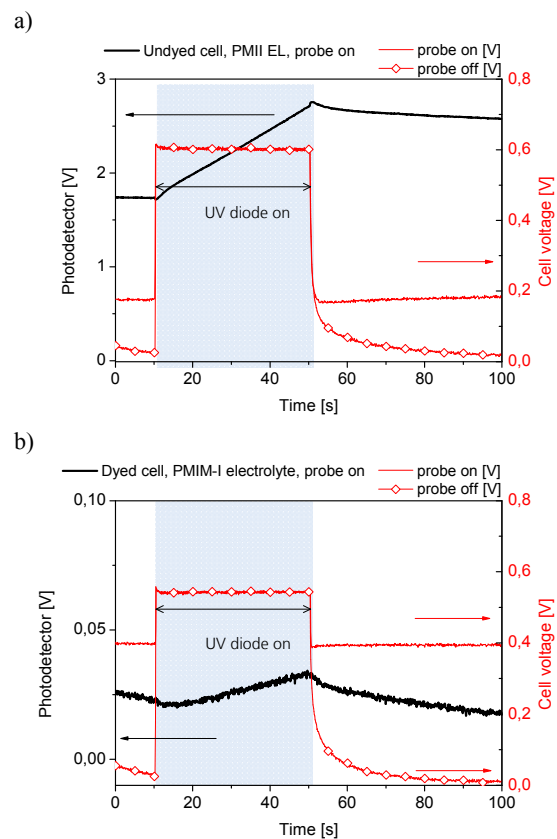 a)
Undyed cell, PMII EL, probe on
probe on [V]
probe off [V]
Photodetector [V]
3
2
1
0
UV diode on
0,8
0,6
0,4
0,2
0,0
Cell voltage [V]
0 20 40 60 80 100
Time [s]
b)
Dyed cell, PMIM-I electrolyte, probe on
probe on [V]
probe off [V]
Photodetector [V]
0,10
0,05
0,00
UV diode on
0,8
0,6
0,4
0,2
0,0
Cell voltage [V]
0 20 40 60 80 100
Time [s]